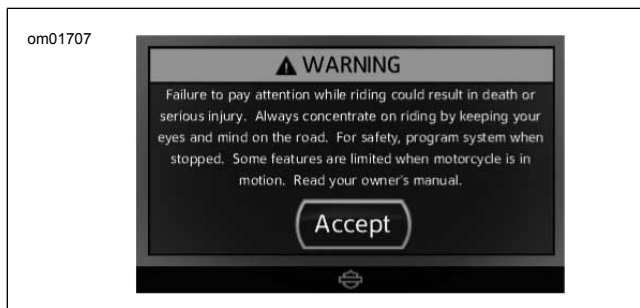 om01707
WARNING
Failure to pay attention while riding could result in death or
serious injury. Always concentrate on riding by keeping your
eyes and mind on the road. For safety, program system when
stopped. Some features are limited when motorcycle is in
motion. Read your owner's manual.
Accept